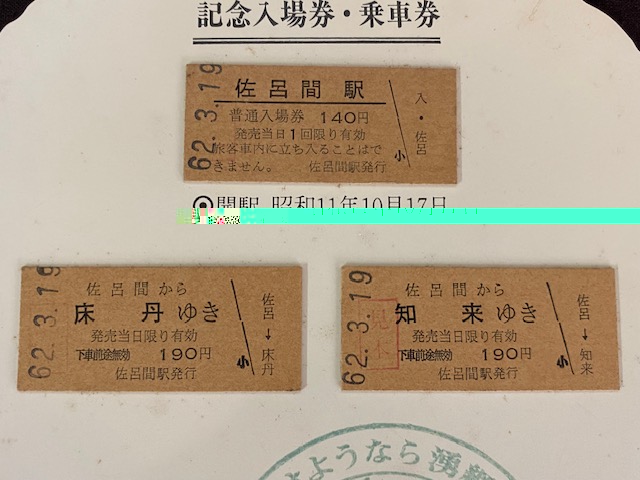 記念入場券・乗車券
62.3.19
佐呂間駅
普通入場券 140円
発売当日1回限り有効
旅客車内に立ち入ることはで
きません。 佐呂間駅発行
小
入・佐呂
◉開駅 昭和11年10月17日
62.3.19
佐呂間から
床丹ゆき
発売当日限り有効
下車前途無効 190円
佐呂間駅発行
小
佐呂→床丹
62.3.19
佐呂間から
知来ゆき
発売当日限り有効
下車前途無効 190円
佐呂間駅発行
小
佐呂→知来
さようなら湧網